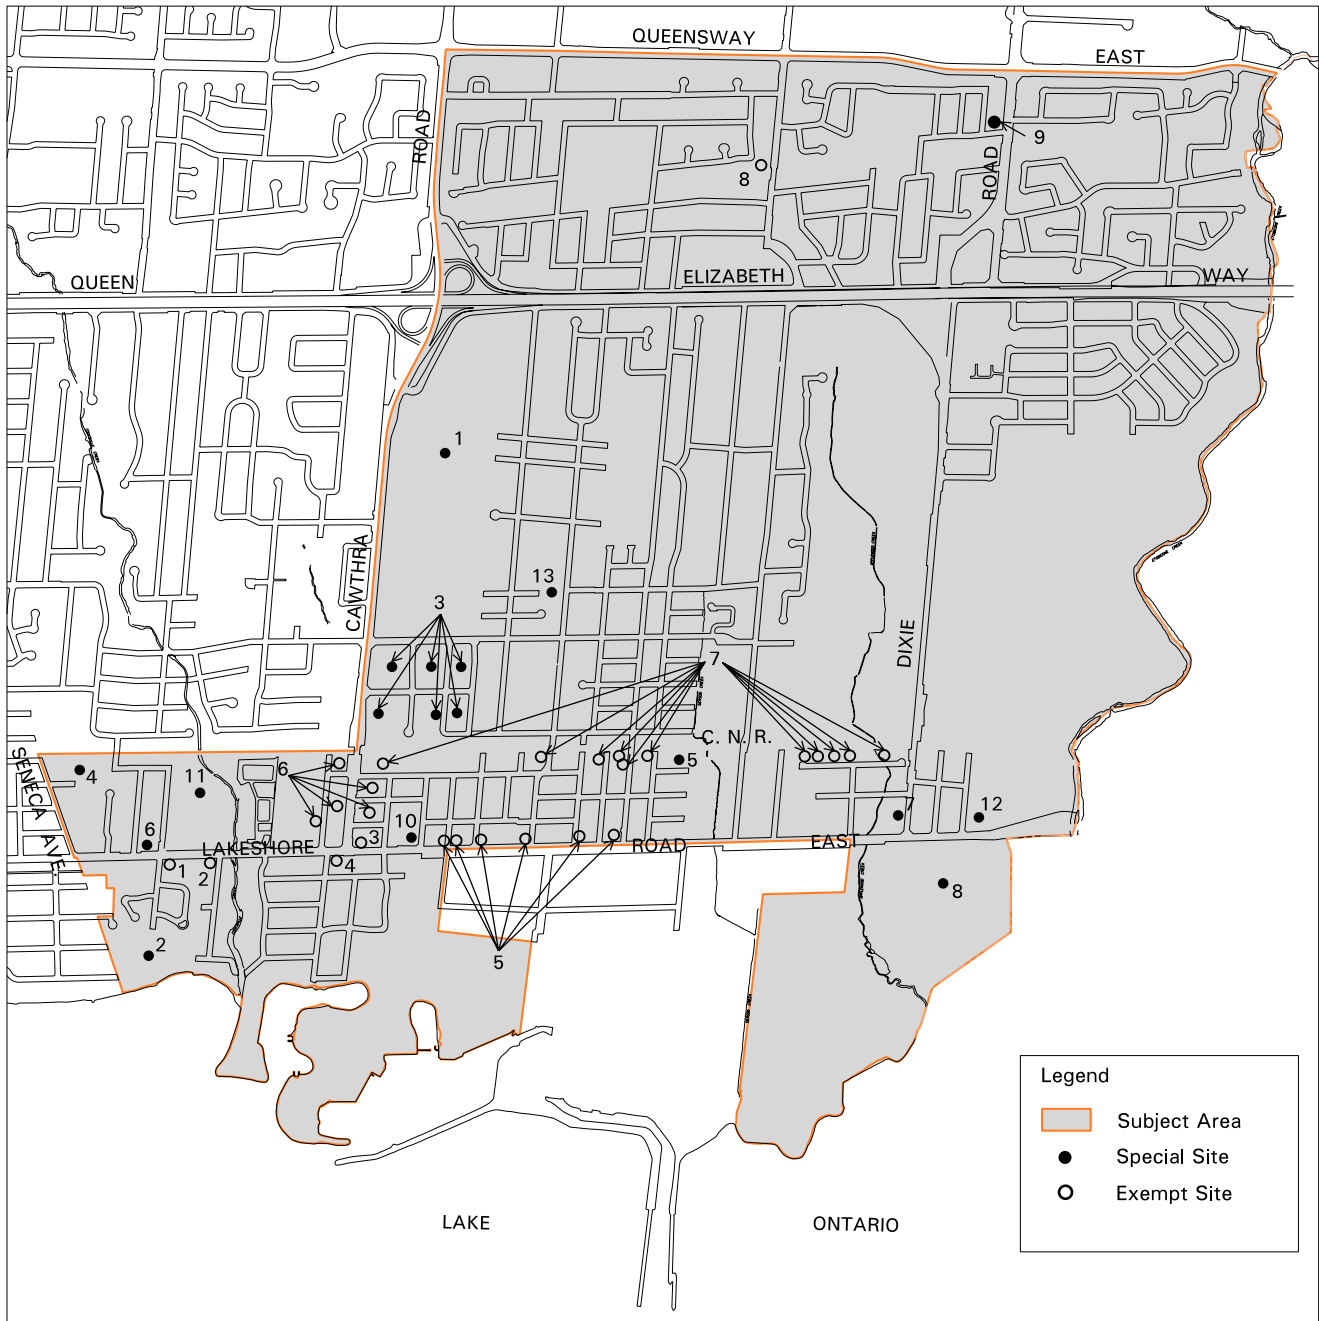 QUEENSWAY
EAST
ROAD
9
8
ROAD
QUEEN
ELIZABETH
WAY
1
13
CAWTHRA
3
DIXIE
7
C. N. R.
SENECA AVE.
4
11
6
5
7
12
6
LAKESHORE
3
10
ROAD
EAST
1
2
4
8
2
5
Legend
Subject Area
Special Site
Exempt Site
LAKE
ONTARIO